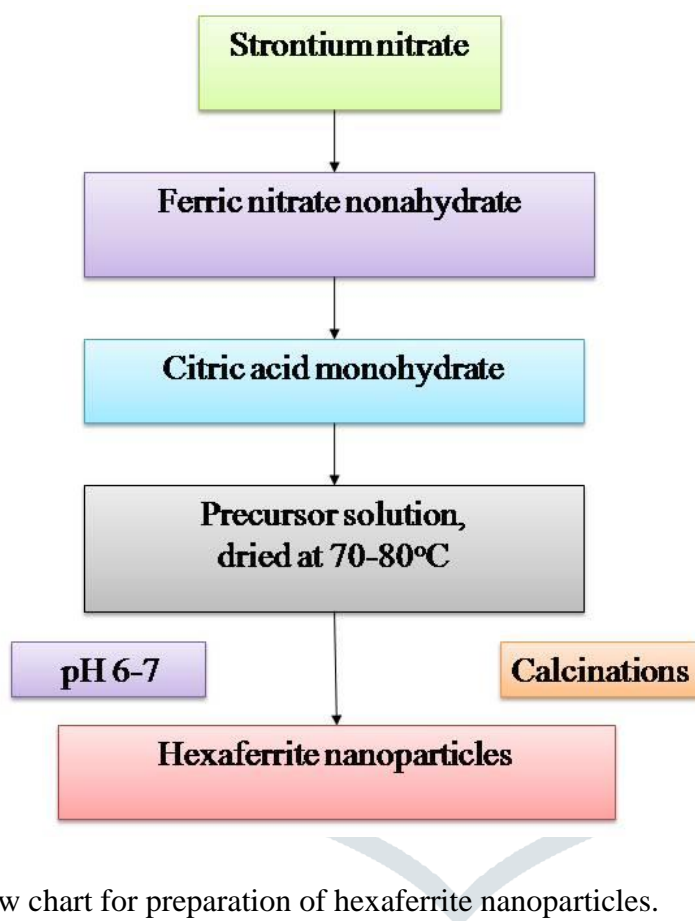 Strontium nitrate
Ferric nitrate nonahydrate
Citric acid monohydrate
Precursor solution,
dried at 70-80°C
pH 6-7
Calcinations
Hexaferrite nanoparticles
w chart for preparation of hexaferrite nanoparticles.